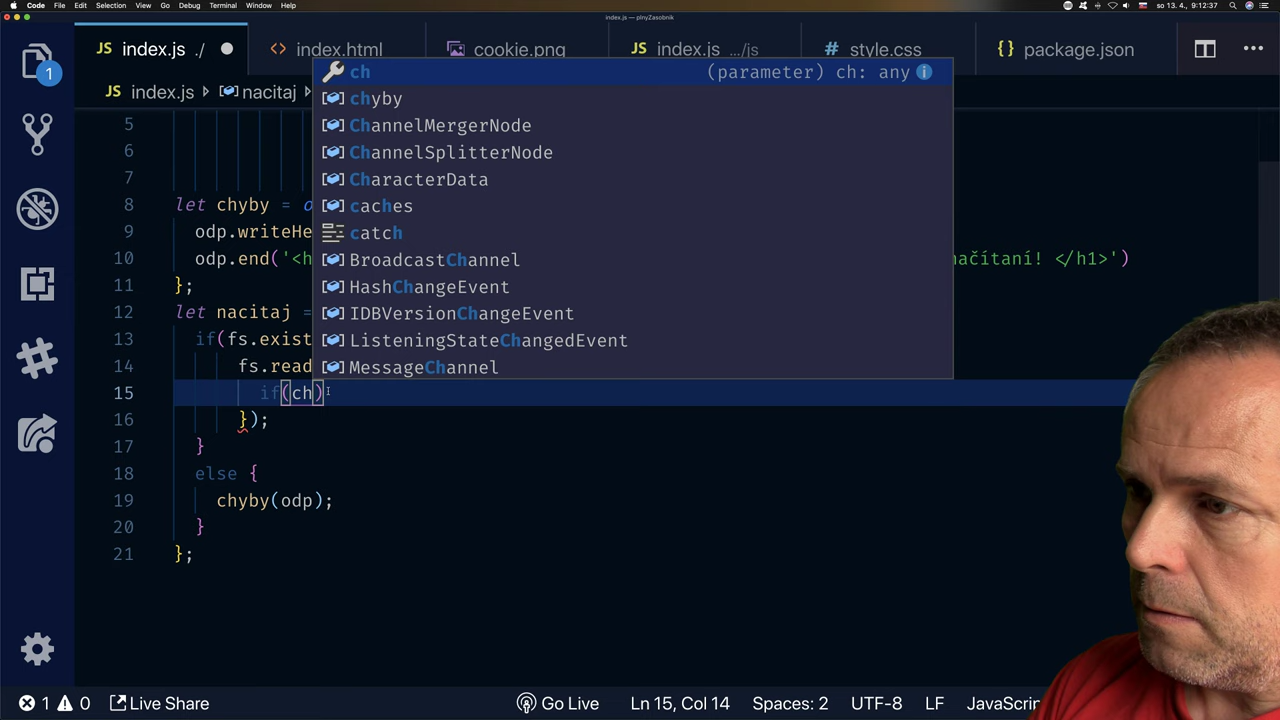 Code File Edit Selection View Go Debug Terminal Window Help so 13. 4., 9:12:37
index.js — plnyZasobnik
index.js ./ index.html cookie.png index.js .../js style.css package.json
index.js > nacitaj >
1
ch (parameter) ch: any
chyby
ChannelMergerNode
ChannelSplitterNode
CharacterData
caches
catch
BroadcastChannel
HashChangeEvent
IDBVersionChangeEvent
ListeningStateChangedEvent
MessageChannel
5
6
7
8 let chyby = o
9 odp.writeHe
10 odp.end('<h načítaní! </h1>')
11 };
12 let nacitaj =
13 if(fs.exist
14 fs.read
15 if(ch)
16 });
17 }
18 else {
19 chyby(odp);
20 }
21 };
1 0 Live Share Go Live Ln 15, Col 14 Spaces: 2 UTF-8 LF JavaScrip